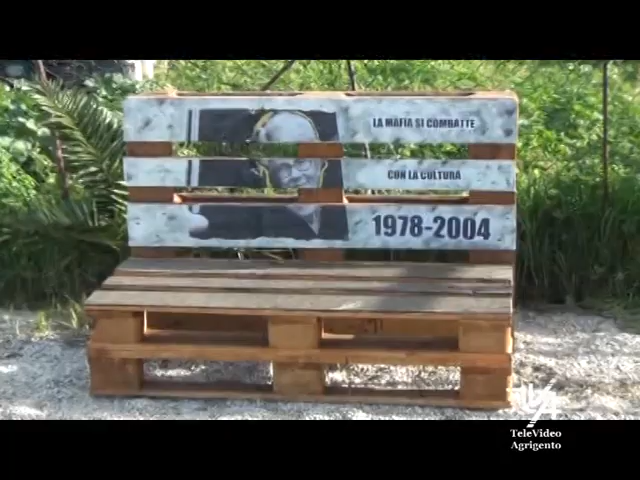 LA MAFIA SI COMBATTE
CON LA CULTURA
1978-2004
TeleVideo
Agrigento